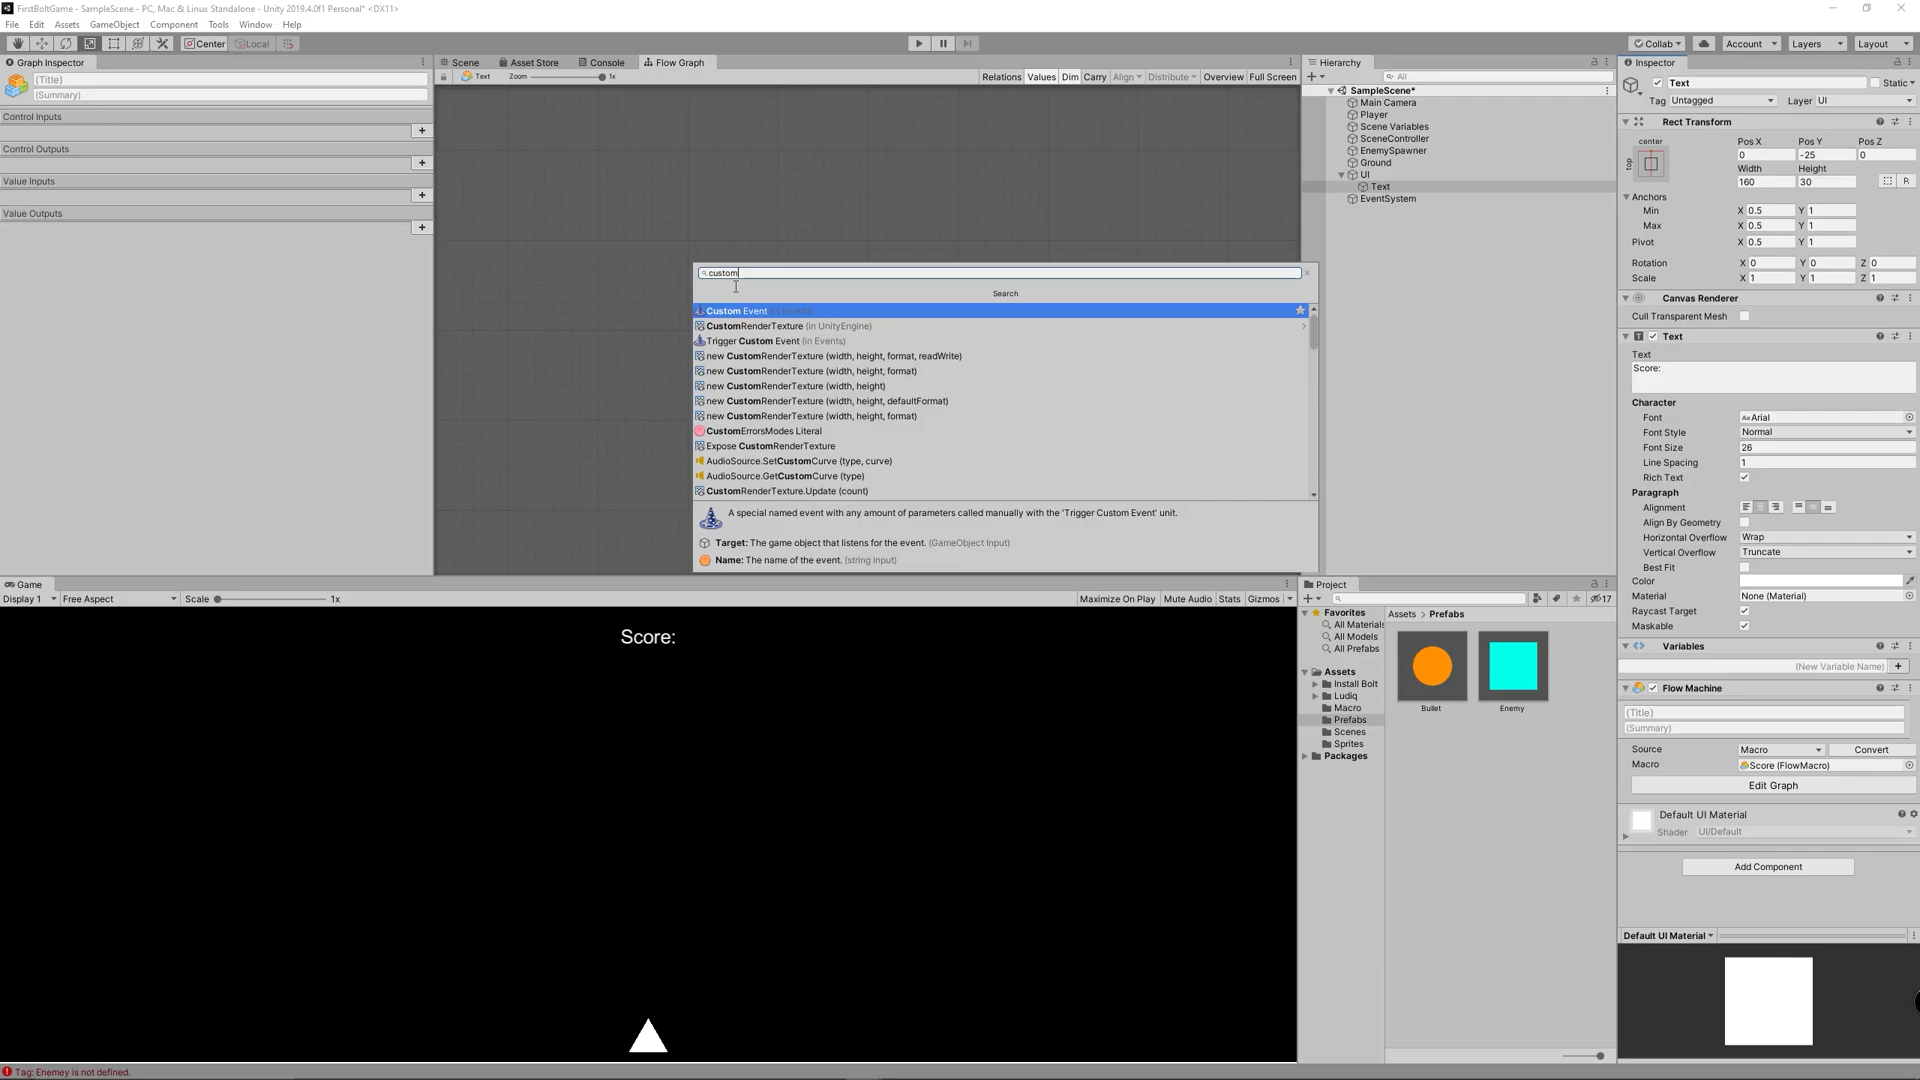 FirstBoltGame - SampleScene - PC, Mac & Linux Standalone - Unity 2019.4.0f1 Personal* <DX11>
File Edit Assets GameObject Component Tools Window Help
Center Local Collab Account Layers Layout
Graph Inspector
(Title)
(Summary)
Control Inputs
+
Control Outputs
+
Value Inputs
+
Value Outputs
+
Scene Asset Store Console Flow Graph
Text Zoom 1x Relations Values Dim Carry Align Distribute Overview Full Screen
custom
Search
Custom Event
CustomRenderTexture (in UnityEngine)
Trigger Custom Event (in Events)
new CustomRenderTexture (width, height, format, readWrite)
new CustomRenderTexture (width, height, format)
new CustomRenderTexture (width, height)
new CustomRenderTexture (width, height, defaultFormat)
new CustomRenderTexture (width, height, format)
CustomErrorsModes Literal
Expose CustomRenderTexture
AudioSource.SetCustomCurve (type, curve)
AudioSource.GetCustomCurve (type)
CustomRenderTexture.Update (count)
A special named event with any amount of parameters called manually with the 'Trigger Custom Event' unit.
Target: The game object that listens for the event. (GameObject Input)
Name: The name of the event. (string Input)
Hierarchy
All
SampleScene*
Main Camera
Player
Scene Variables
SceneController
EnemySpawner
Ground
UI
Text
EventSystem
Inspector
Text Static
Tag Untagged Layer UI
Rect Transform
center Pos X Pos Y Pos Z
top 0 -25 0
Width Height
160 30 R
Anchors
Min X 0.5 Y 1
Max X 0.5 Y 1
Pivot X 0.5 Y 1
Rotation X 0 Y 0 Z 0
Scale X 1 Y 1 Z 1
Canvas Renderer
Cull Transparent Mesh
Text
Text
Score:
Character
Font Arial
Font Style Normal
Font Size 26
Line Spacing 1
Rich Text
Paragraph
Alignment
Align By Geometry
Horizontal Overflow Wrap
Vertical Overflow Truncate
Best Fit
Color
Material None (Material)
Raycast Target
Maskable
Variables
(New Variable Name) +
Flow Machine
(Title)
(Summary)
Source Macro Convert
Macro Score (FlowMacro)
Edit Graph
Default UI Material
Shader UI/Default
Add Component
Default UI Material
Game
Display 1 Free Aspect Scale 1x Maximize On Play Mute Audio Stats Gizmos
Score:
Project
17
Favorites
All Materials
All Models
All Prefabs
Assets
Install Bolt
Ludiq
Macro
Prefabs
Scenes
Sprites
Packages
Assets > Prefabs
Bullet Enemy
Tag: Enemey is not defined.